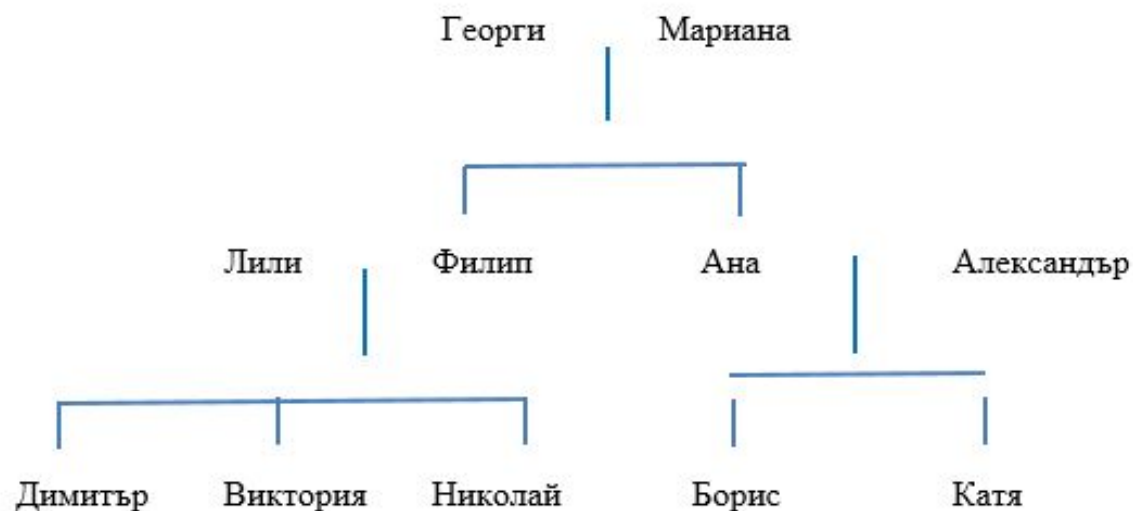 Георги Мариана
Лили Филип Ана Александър
Димитър Виктория Николай Борис Катя